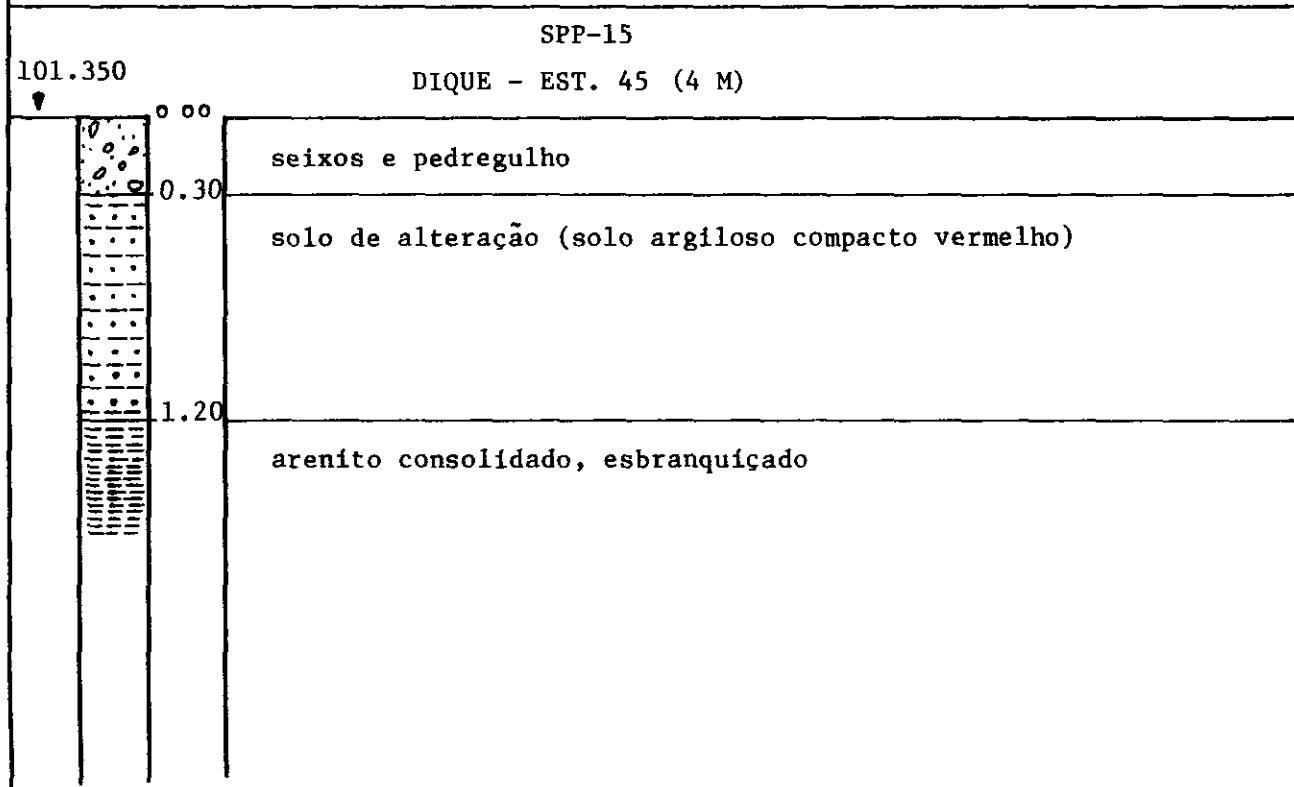 SPP-15
101.350
DIQUE - EST. 45 (4 M)
0 00
seixos e pedregulho
0.30
solo de alteração (solo argiloso compacto vermelho)
1.20
arenito consolidado, esbranquiçado